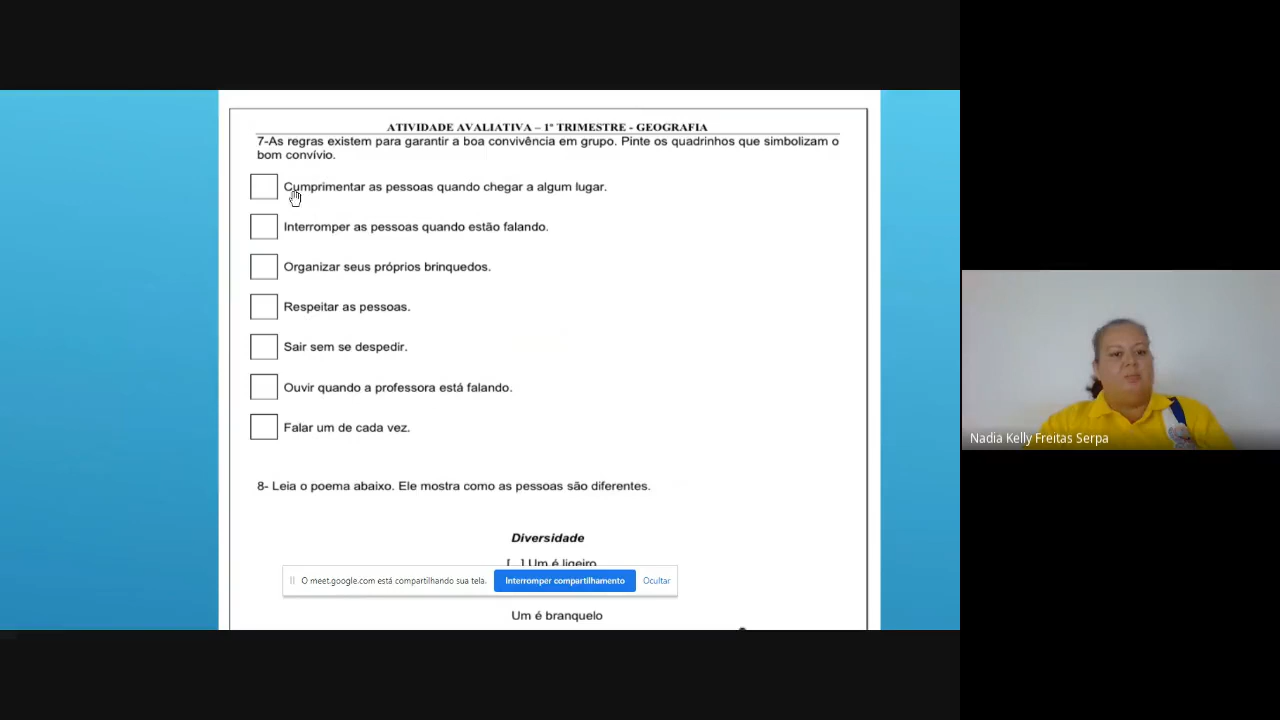 ATIVIDADE AVALIATIVA – 1º TRIMESTRE - GEOGRAFIA
7-As regras existem para garantir a boa convivência em grupo. Pinte os quadrinhos que simbolizam o
bom convívio.
Cumprimentar as pessoas quando chegar a algum lugar.
Interromper as pessoas quando estão falando.
Organizar seus próprios brinquedos.
Respeitar as pessoas.
Sair sem se despedir.
Ouvir quando a professora está falando.
Falar um de cada vez.
Nadia Kelly Freitas Serpa
8- Leia o poema abaixo. Ele mostra como as pessoas são diferentes.
Diversidade
[...] Um é ligeiro
O meet.google.com está compartilhando sua tela. Interromper compartilhamento Ocultar
Um é branquelo